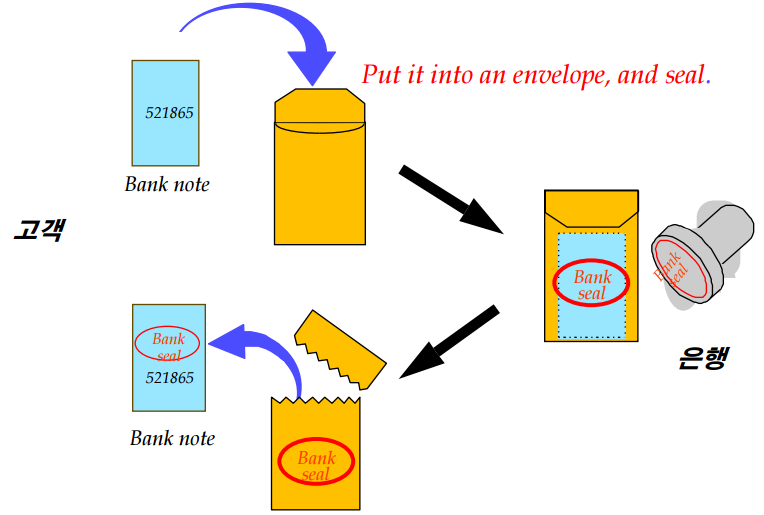 Put it into an envelope, and seal.
521865
Bank note
고객
Bank
seal
Bank
seal
은행
Bank
seal
521865
Bank note
Bank
seal